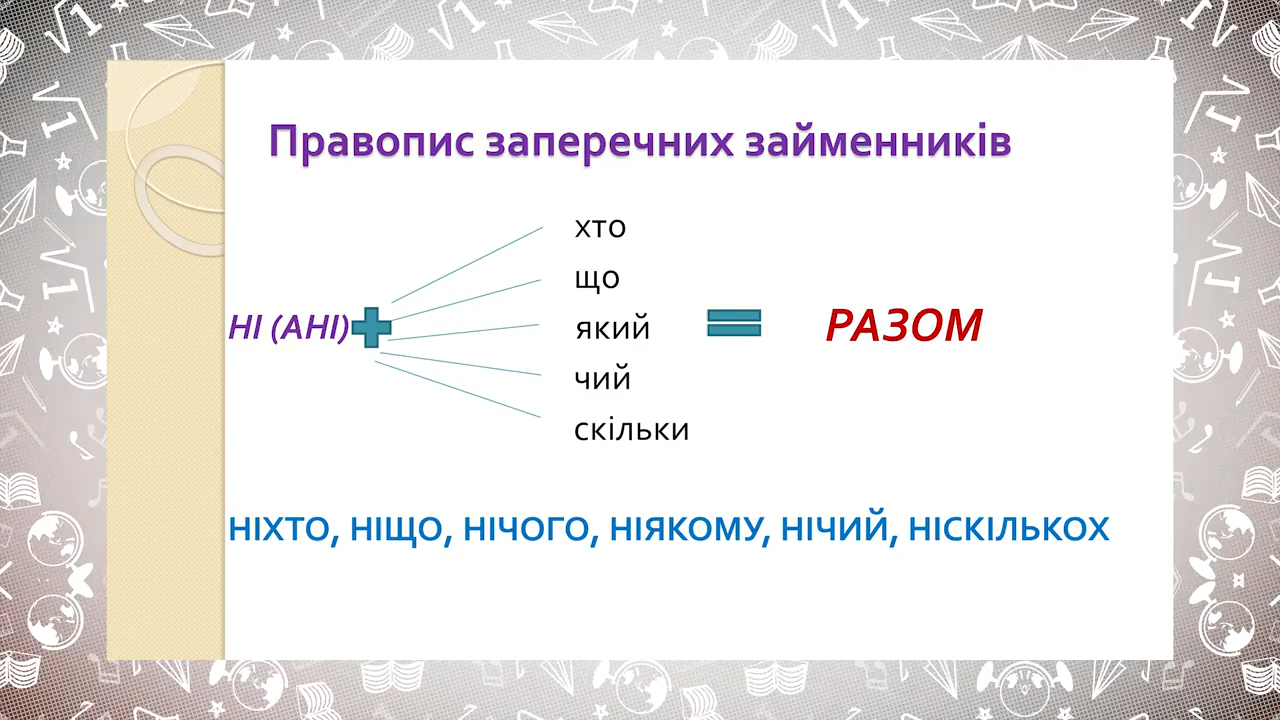 Правопис заперечних займенників
хто
що
НІ (АНІ)
який
РАЗОМ
чий
скільки
НІХТО, НІЩО, НІЧОГО, НІЯКОМУ, НІЧИЙ, НІСКІЛЬКОХ